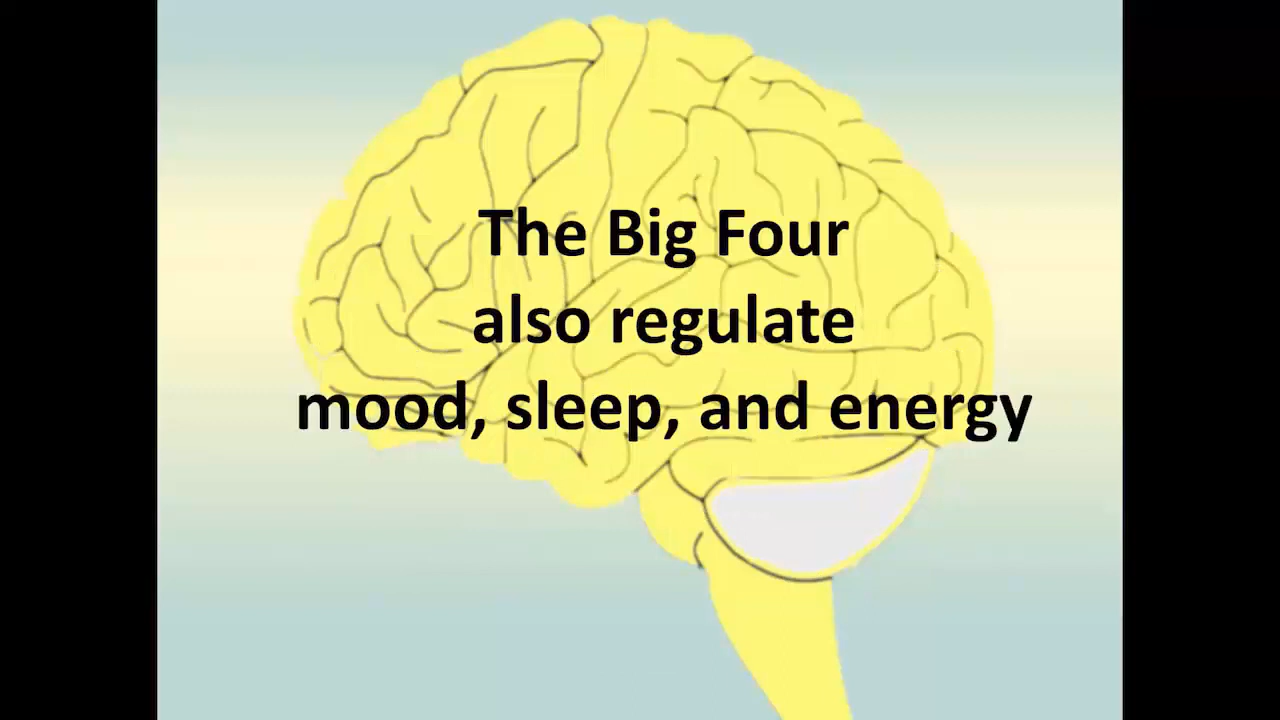 The Big Four
also regulate
mood, sleep, and energy